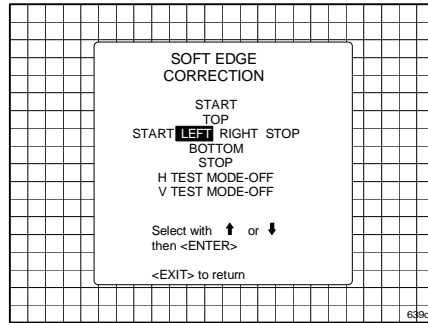 SOFT EDGE
CORRECTION
START
TOP
START LEFT RIGHT STOP
BOTTOM
STOP
H TEST MODE-OFF
V TEST MODE-OFF
Select with ⬆ or ⬇
then <ENTER>
<EXIT> to return